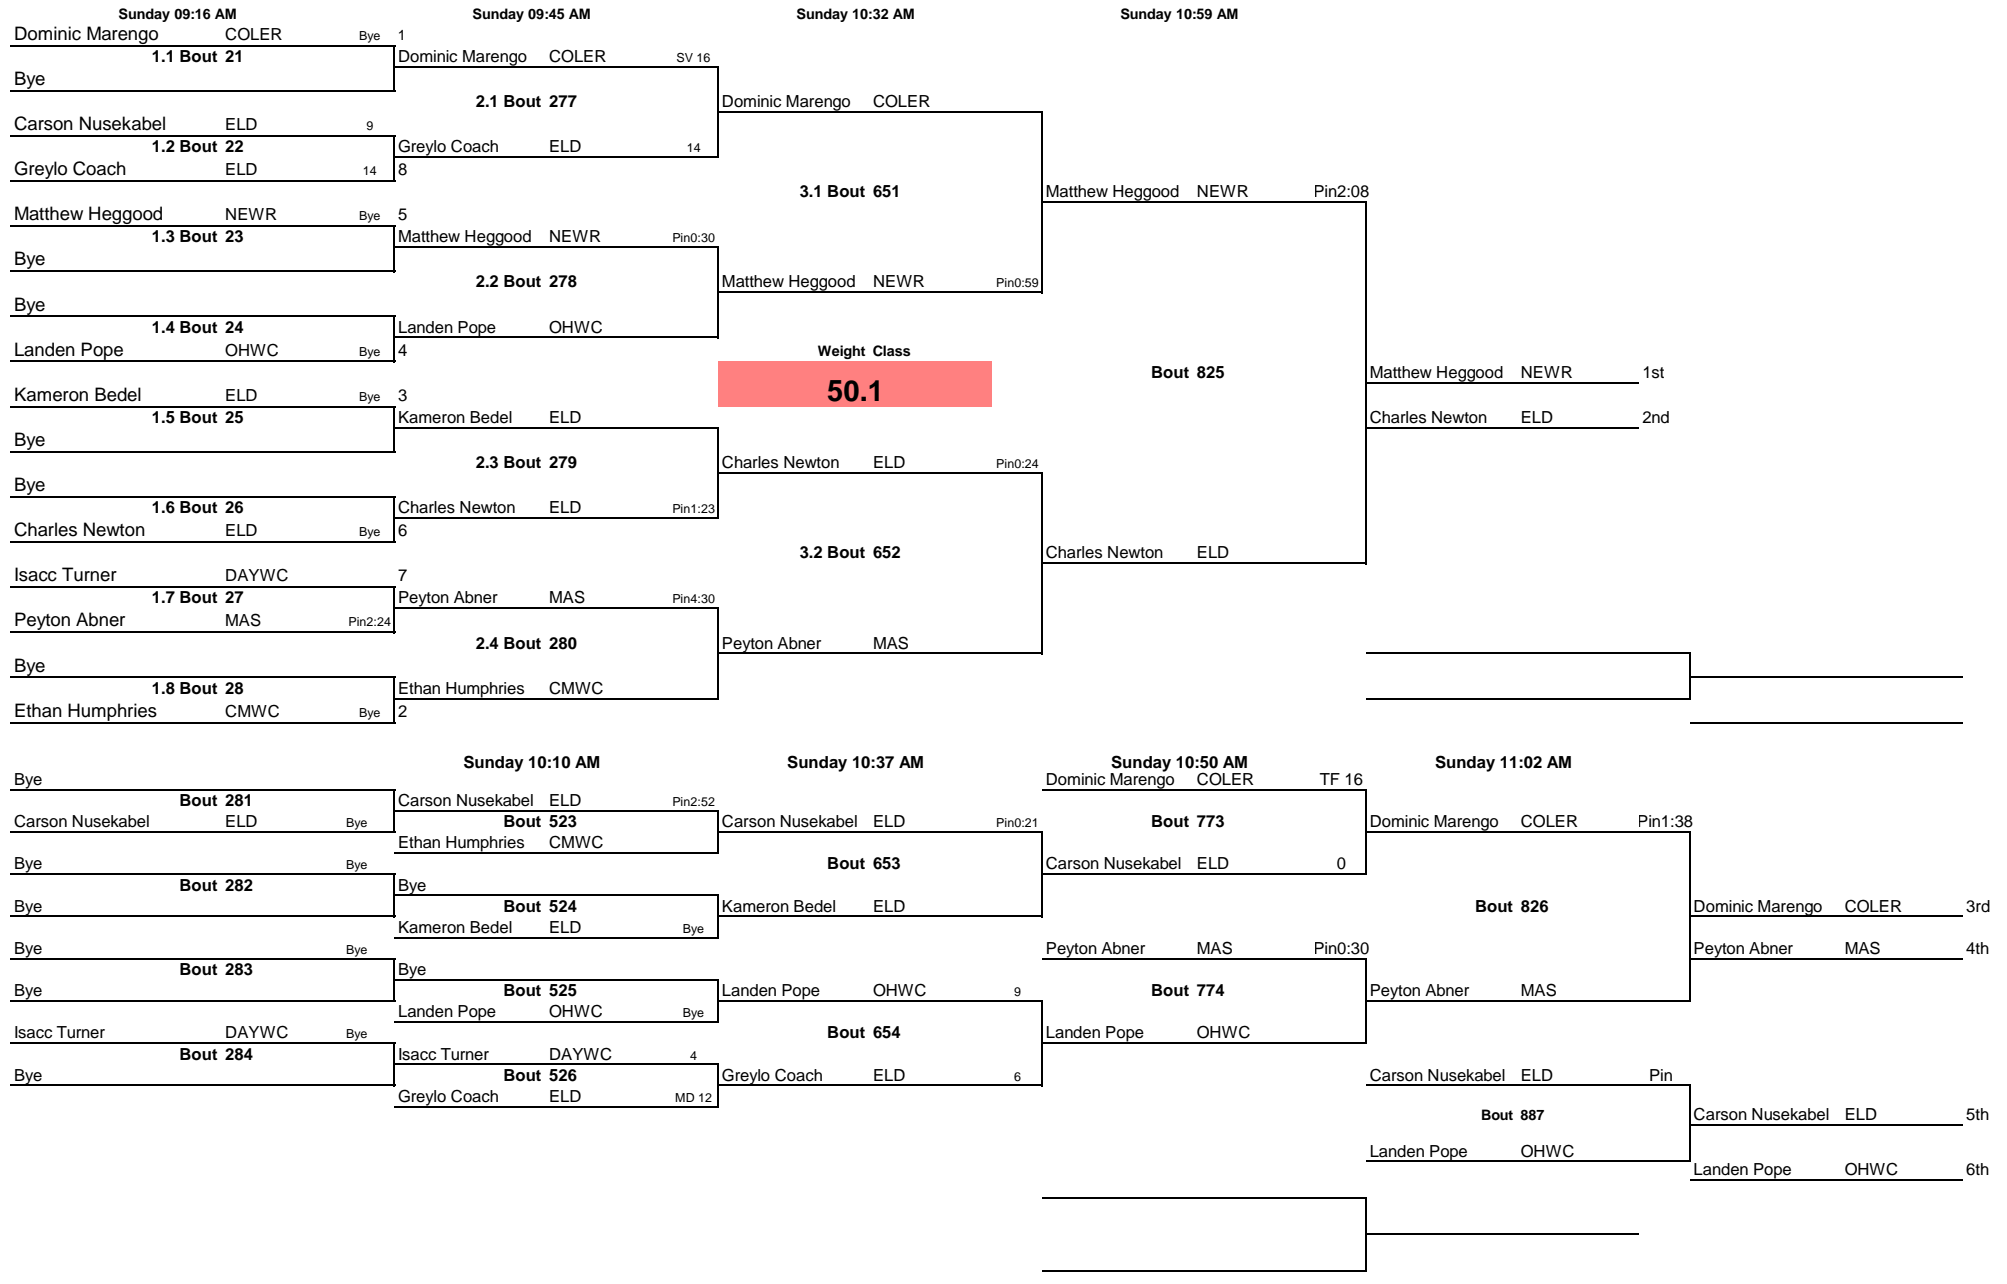 Sunday 09:16 AM Sunday 09:45 AM Sunday 10:32 AM Sunday 10:59 AM
Dominic Marengo COLER Bye 1
1.1 Bout 21
Dominic Marengo COLER SV 16
Bye
2.1 Bout 277
Dominic Marengo COLER
Carson Nusekabel ELD 9
1.2 Bout 22
Greylo Coach ELD 14
Greylo Coach ELD 14 8
3.1 Bout 651
Matthew Heggood NEWR Pin2:08
Matthew Heggood NEWR Bye 5
1.3 Bout 23
Matthew Heggood NEWR Pin0:30
Bye
2.2 Bout 278
Matthew Heggood NEWR Pin0:59
Bye
1.4 Bout 24
Landen Pope OHWC
Landen Pope OHWC Bye 4
Weight Class
Bout 825
Matthew Heggood NEWR 1st
50.1
Kameron Bedel ELD Bye 3
1.5 Bout 25
Kameron Bedel ELD
Charles Newton ELD 2nd
Bye
2.3 Bout 279
Charles Newton ELD Pin0:24
Bye
1.6 Bout 26
Charles Newton ELD Pin1:23
Charles Newton ELD Bye 6
3.2 Bout 652
Charles Newton ELD
Isacc Turner DAYWC 7
1.7 Bout 27
Peyton Abner MAS Pin4:30
Peyton Abner MAS Pin2:24
2.4 Bout 280
Peyton Abner MAS
Bye
1.8 Bout 28
Ethan Humphries CMWC
Ethan Humphries CMWC Bye 2
Sunday 10:10 AM Sunday 10:37 AM Sunday 10:50 AM Sunday 11:02 AM
Bye
Dominic Marengo COLER TF 16
Bout 281
Carson Nusekabel ELD Pin2:52
Carson Nusekabel ELD Bye
Bout 523
Carson Nusekabel ELD Pin0:21
Bout 773
Dominic Marengo COLER Pin1:38
Ethan Humphries CMWC
Bye Bye
Bout 653
Carson Nusekabel ELD 0
Bout 282
Bye
Bye
Bout 524
Kameron Bedel ELD
Bout 826
Dominic Marengo COLER 3rd
Kameron Bedel ELD Bye
Bye Bye
Peyton Abner MAS Pin0:30
Peyton Abner MAS 4th
Bout 283
Bye
Bye
Bout 525
Landen Pope OHWC 9
Bout 774
Peyton Abner MAS
Landen Pope OHWC Bye
Isacc Turner DAYWC Bye
Bout 654
Landen Pope OHWC
Bout 284
Isacc Turner DAYWC 4
Bye
Bout 526
Greylo Coach ELD 6
Carson Nusekabel ELD Pin
Greylo Coach ELD MD 12
Bout 887
Carson Nusekabel ELD 5th
Landen Pope OHWC
Landen Pope OHWC 6th